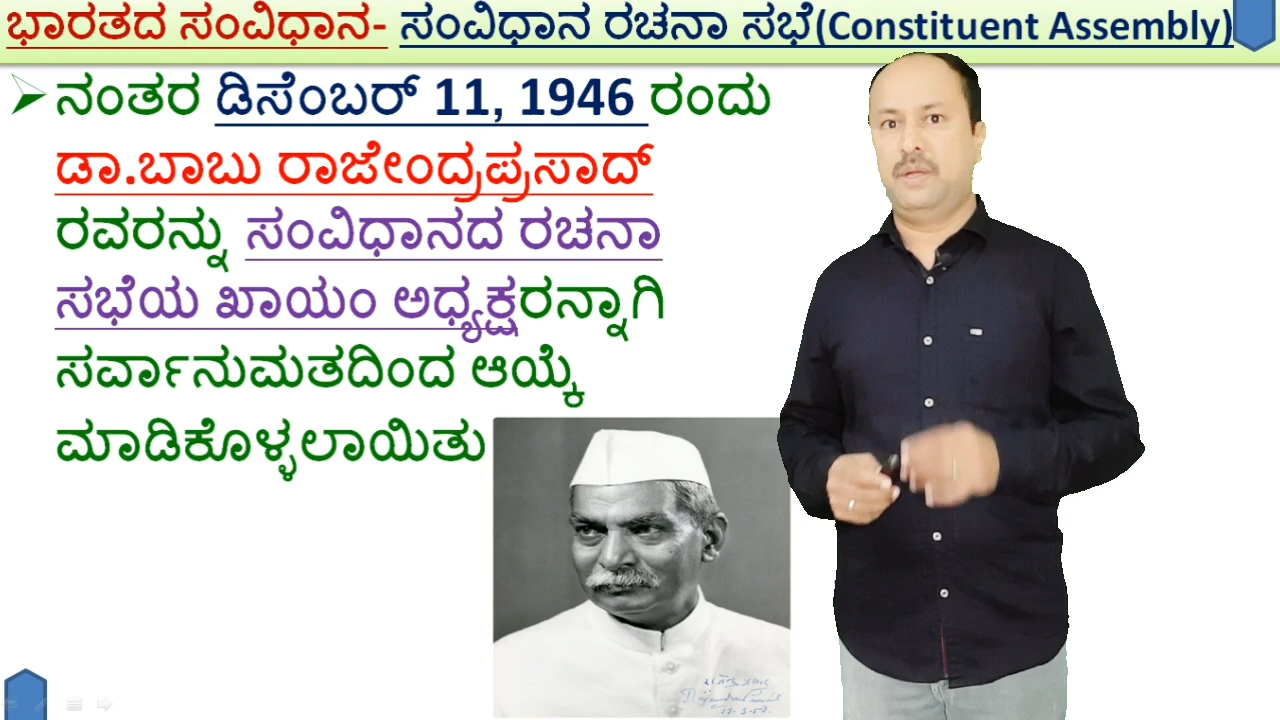 ಭಾರತದ ಸಂವಿಧಾನ- ಸಂವಿಧಾನ ರಚನಾ ಸಭೆ(Constituent Assembly)
ನಂತರ ಡಿಸೆಂಬರ್ 11, 1946 ರಂದು
ಡಾ.ಬಾಬು ರಾಜೇಂದ್ರಪ್ರಸಾದ್
ರವರನ್ನು ಸಂವಿಧಾನದ ರಚನಾ
ಸಭೆಯ ಖಾಯಂ ಅಧ್ಯಕ್ಷರನ್ನಾಗಿ
ಸರ್ವಾನುಮತದಿಂದ ಆಯ್ಕೆ
ಮಾಡಿಕೊಳ್ಳಲಾಯಿತು